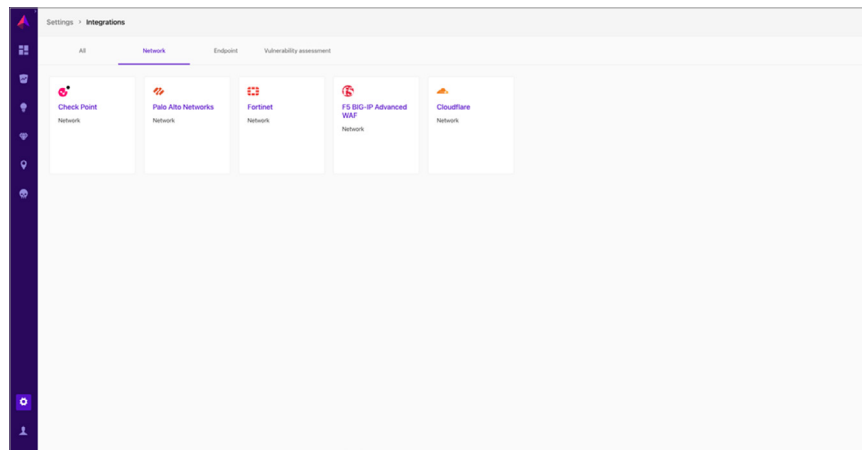 Settings > Integrations
All Network Endpoint Vulnerability assessment
Check Point
Network
Palo Alto Networks
Network
Fortinet
Network
F5 BIG-IP Advanced
WAF
Network
Cloudflare
Network